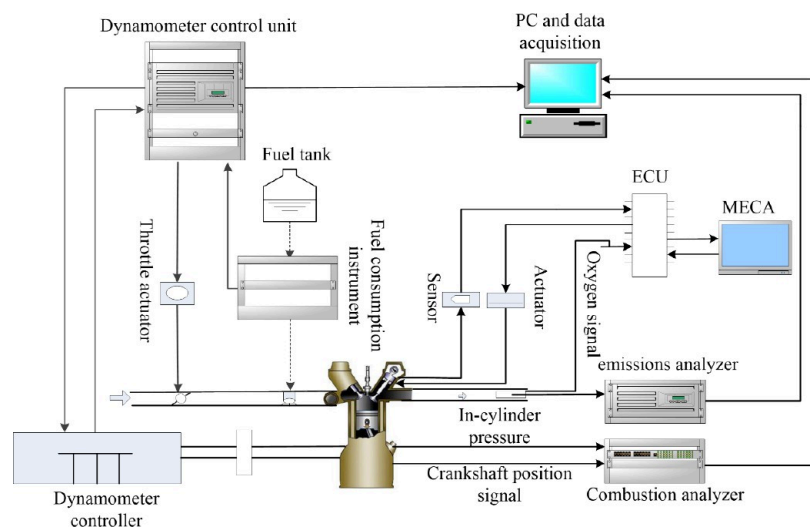 Dynamometer control unit
PC and data
acquisition
Fuel tank
ECU
MECA
Throttle actuator
Fuel consumption
instrument
Sensor
Actuator
Oxygen signal
emissions analyzer
In-cylinder
pressure
Crankshaft position
signal
Combustion analyzer
Dynamometer
controller